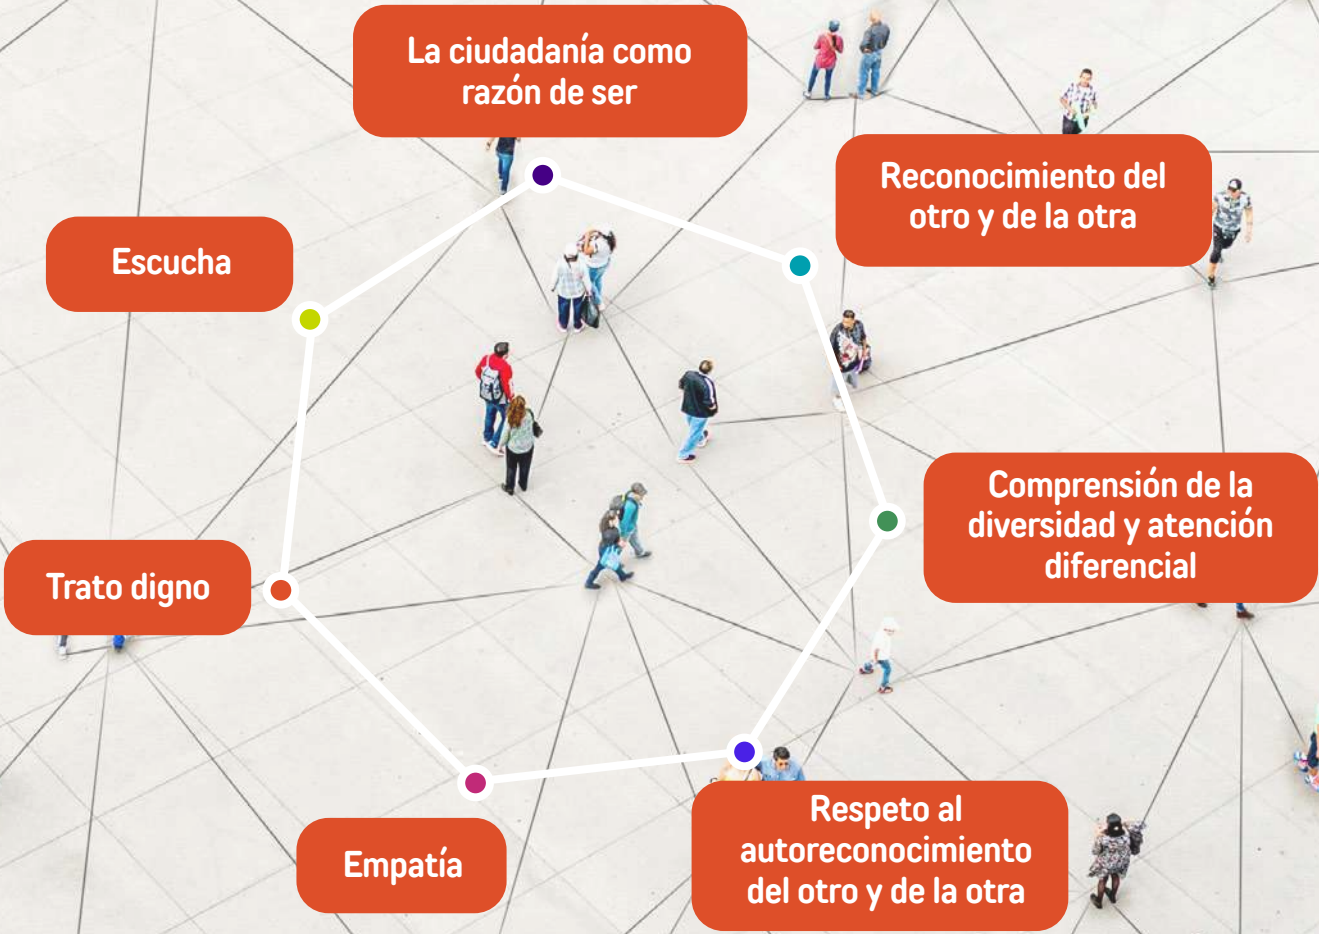 La ciudadanía como
razón de ser
Reconocimiento del
otro y de la otra
Escucha
Comprensión de la
diversidad y atención
diferencial
Trato digno
Respeto al
autoreconocimiento
del otro y de la otra
Empatía